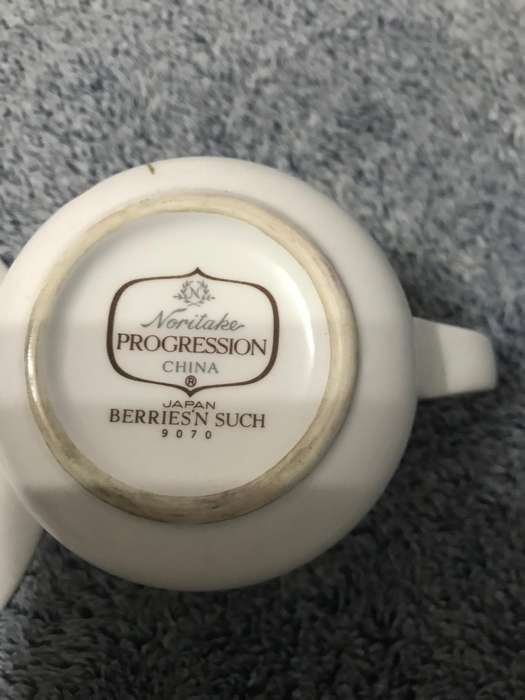 N
Noritake
PROGRESSION
CHINA
®
JAPAN
BERRIES'N SUCH
9070